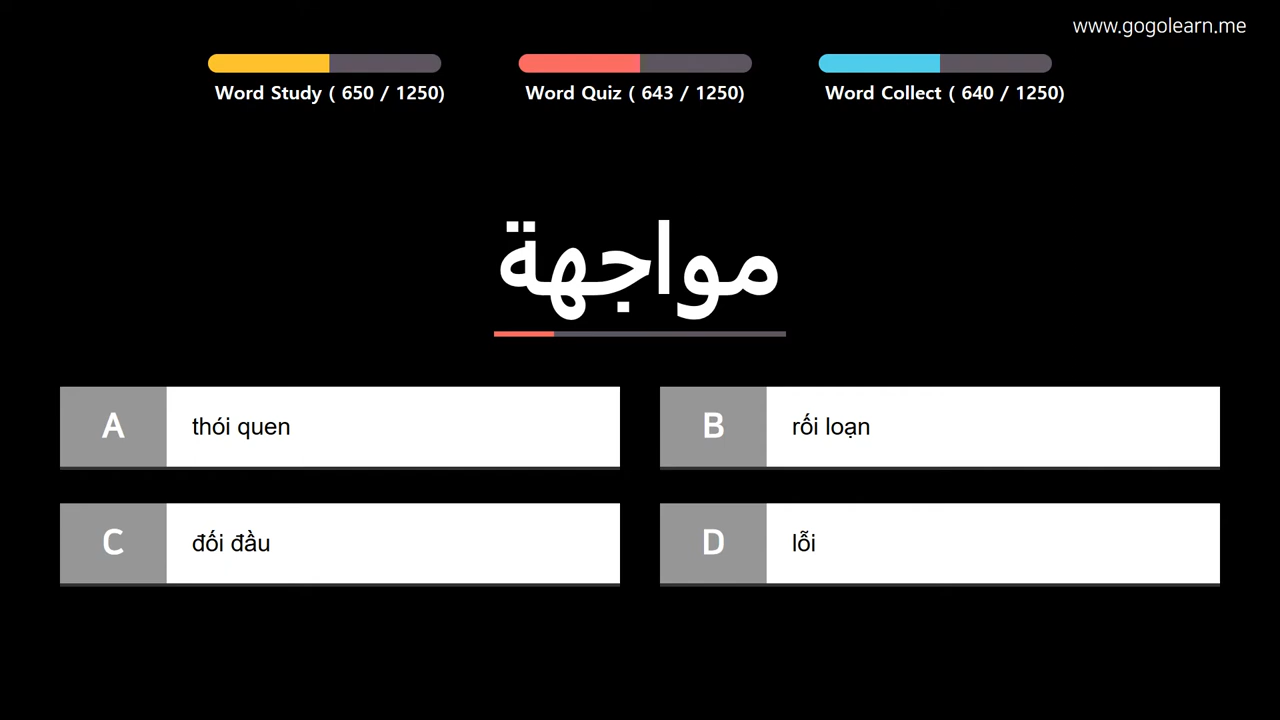 www.gogolearn.me
Word Study ( 650 / 1250)
Word Quiz ( 643 / 1250)
Word Collect ( 640 / 1250)
مواجهة
A thói quen
B rối loạn
C đối đầu
D lỗi